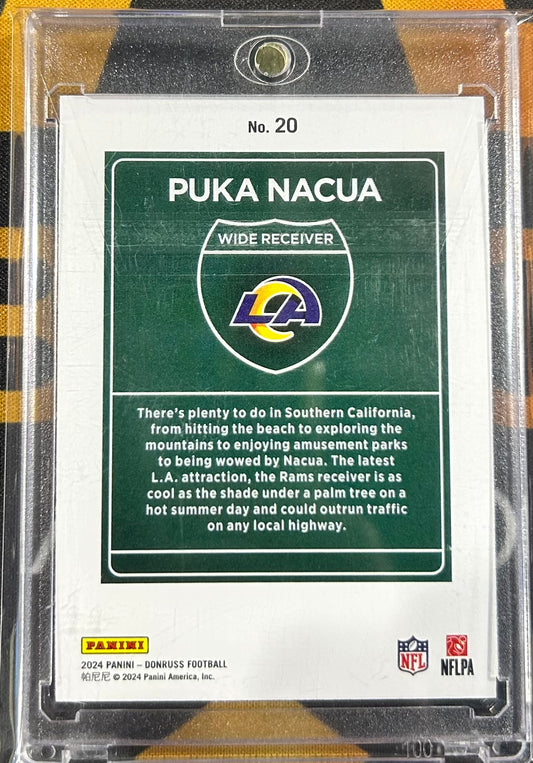 No. 20
PUKA NACUA
WIDE RECEIVER
LA
There's plenty to do in Southern California,
from hitting the beach to exploring the
mountains to enjoying amusement parks
to being wowed by Nacua. The latest
L.A. attraction, the Rams receiver is as
cool as the shade under a palm tree on a
hot summer day and could outrun traffic
on any local highway.
PANINI
2024 PANINI – DONRUSS FOOTBALL
帕尼尼 © 2024 Panini America, Inc.
NFL
NFLPA